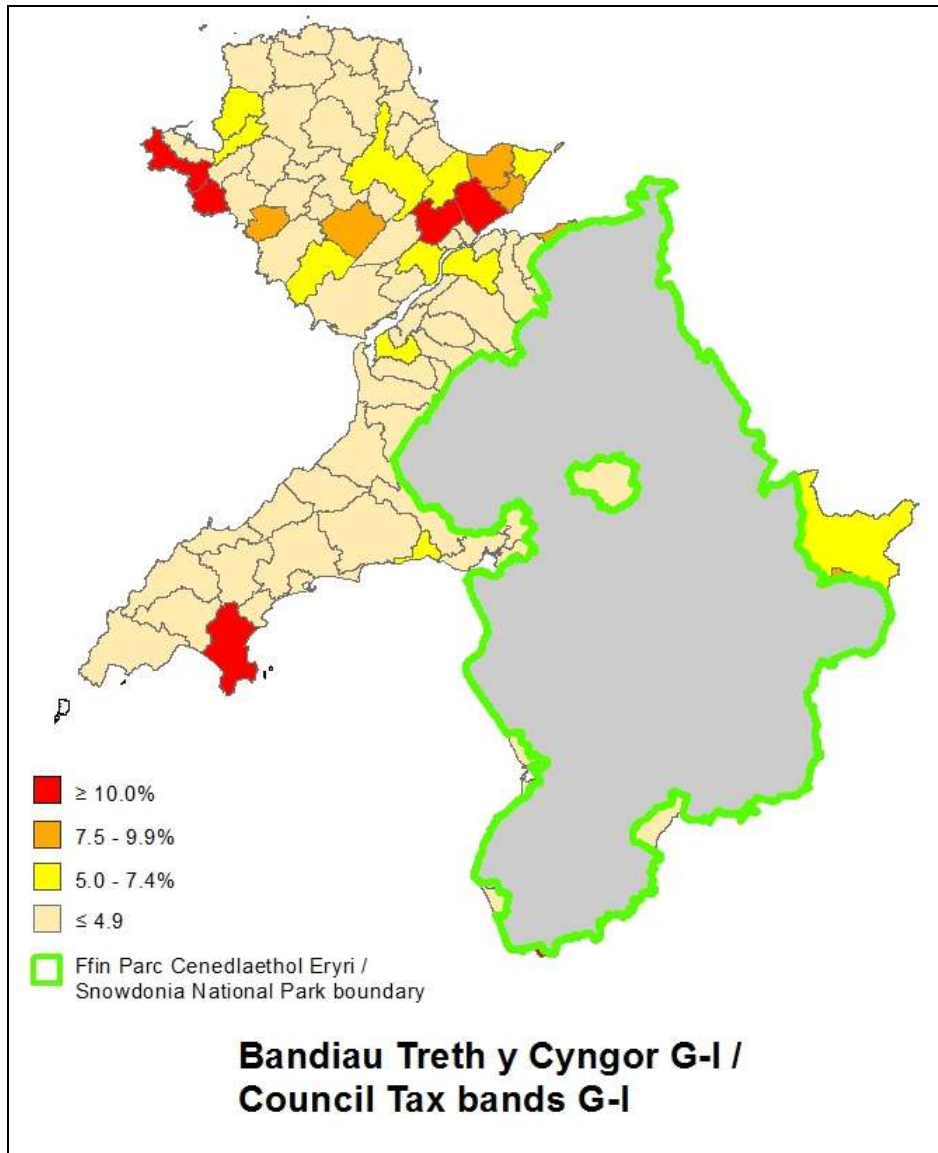 ≥ 10.0%
7.5 - 9.9%
5.0 - 7.4%
≤ 4.9
Ffin Parc Cenedlaethol Eryri /
Snowdonia National Park boundary
Bandiau Treth y Cyngor G-I /
Council Tax bands G-I